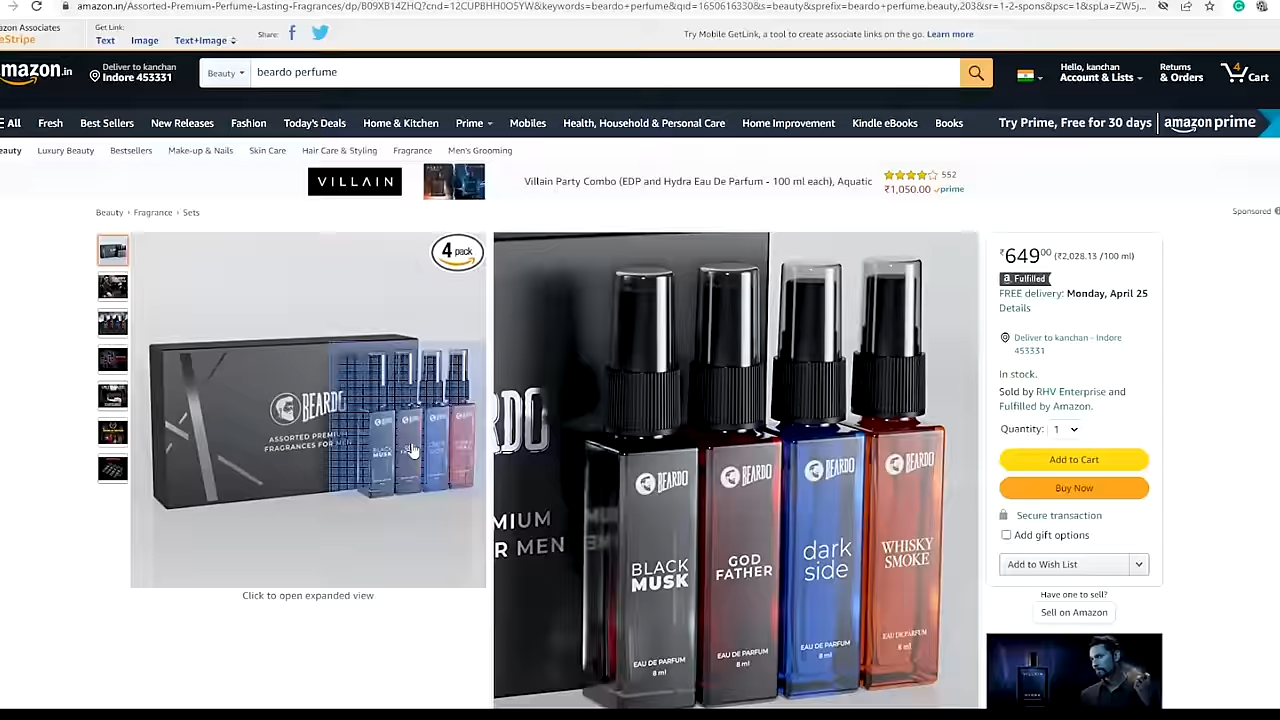 amazon.in/Assorted-Premium-Perfume-Lasting-Fragrances/dp/B09XB14ZHQ?cnd=12CUPBHH0O5YW&keywords=beardo+perfume&qid=1650616330&s=beauty&sprefix=beardo+perfume,beauty,203&sr=1-2-spons&psc=1&spLa=ZW5j...
mazon Associates
eStripe
Get Link:
Text Image Text+Image
Share:
Try Mobile GetLink, a tool to create associate links on the go. Learn more
mazon.in
Deliver to kanchan
Indore 453331
Beauty
beardo perfume
Hello, kanchan
Account & Lists
Returns
& Orders
4
Cart
All Fresh Best Sellers New Releases Fashion Today's Deals Home & Kitchen Prime Mobiles Health, Household & Personal Care Home Improvement Kindle eBooks Books
Try Prime, Free for 30 days amazon prime
eauty Luxury Beauty Bestsellers Make-up & Nails Skin Care Hair Care & Styling Fragrance Men's Grooming
VILLAIN
Villain Party Combo (EDP and Hydra Eau De Parfum - 100 ml each), Aquatic
552
₹1,050.00 prime
Beauty › Fragrance › Sets
Sponsored
4 pack
BEARDO
ASSORTED PREMIUM
FRAGRANCES FOR MEN
Click to open expanded view
RDO
MIUM
R MEN
BEARDO
BLACK
MUSK
EAU DE PARFUM
8 ml
BEARDO
GOD
FATHER
EAU DE PARFUM
8 ml
BEARDO
dark
side
EAU DE PARFUM
8 ml
BEARDO
WHISKY
SMOKE
EAU DE PARFUM
8 ml
₹64900 (₹2,028.13 /100 ml)
a Fulfilled
FREE delivery: Monday, April 25
Details
Deliver to kanchan - Indore
453331
In stock.
Sold by RHV Enterprise and
Fulfilled by Amazon.
Quantity: 1
Add to Cart
Buy Now
Secure transaction
Add gift options
Add to Wish List
Have one to sell?
Sell on Amazon